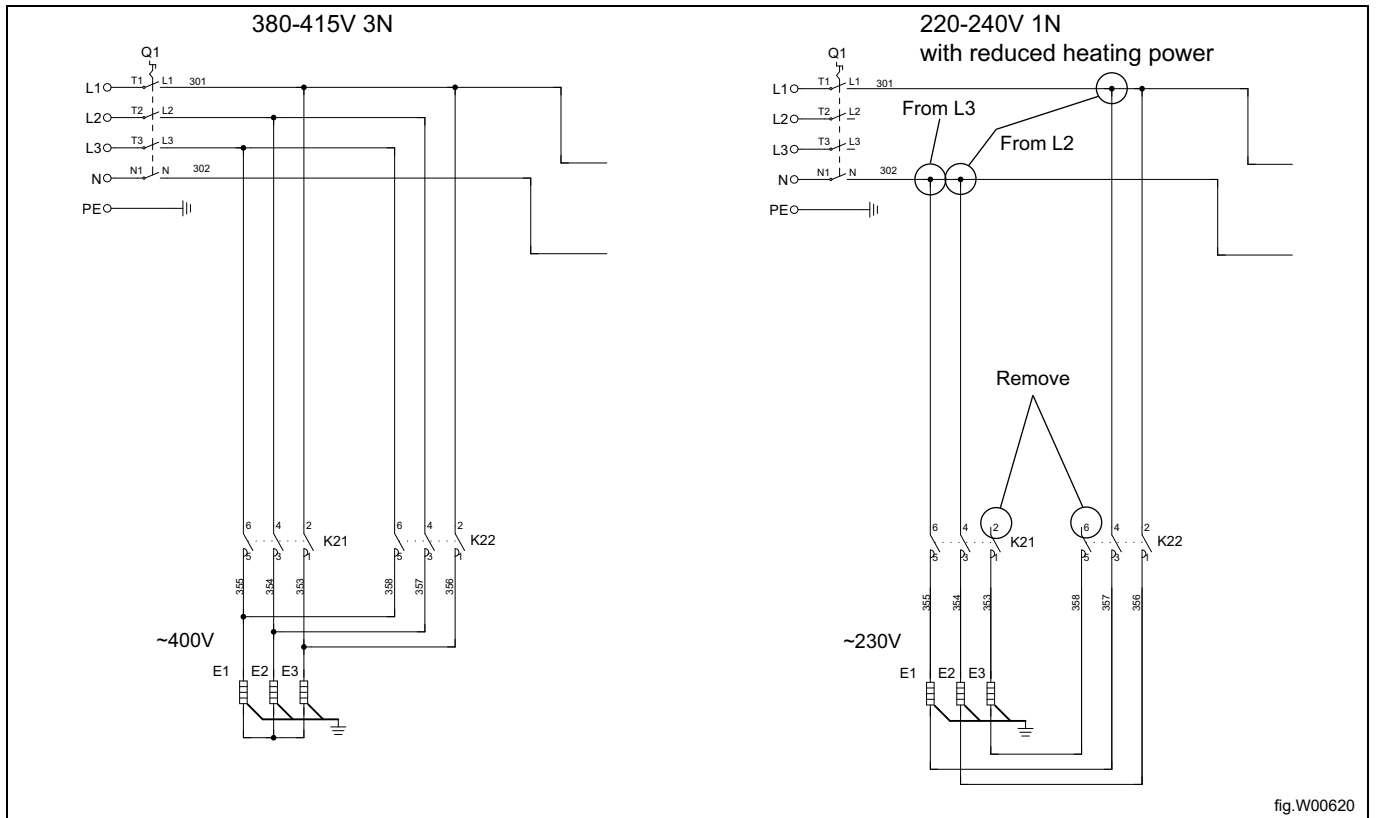 380-415V 3N
Q1
L1 T1 L1 301
L2 T2 L2
L3 T3 L3
N N1 N 302
PE
6 4 2 K21 6 4 2 K22
5 3 1 5 3 1
355 354 353 358 357 356
~400V
E1 E2 E3
220-240V 1N
with reduced heating power
Q1
L1 T1 L1 301
L2 T2 L2
L3 T3 L3
N N1 N 302
PE
From L3
From L2
Remove
6 4 2 K21 6 4 2 K22
5 3 1 5 3 1
355 354 353 358 357 356
~230V
E1 E2 E3
fig.W00620